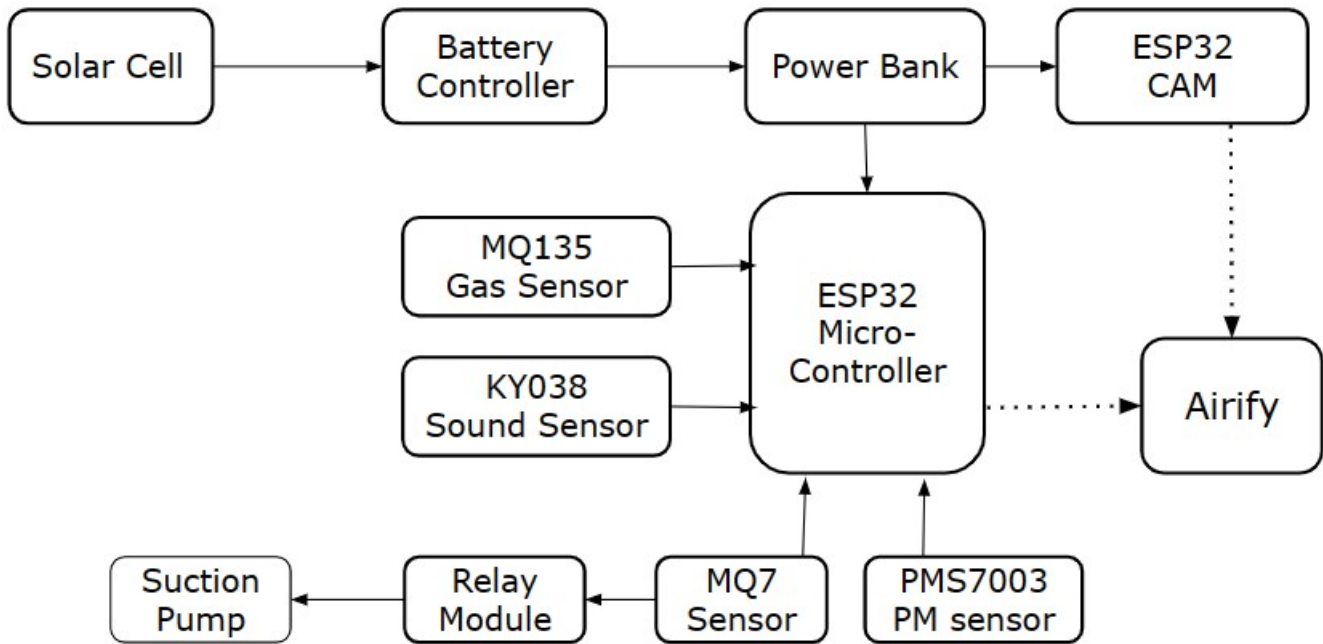 Solar Cell
Battery
Controller
Power Bank
ESP32
CAM
MQ135
Gas Sensor
KY038
Sound Sensor
ESP32
Micro-
Controller
Airify
Suction
Pump
Relay
Module
MQ7
Sensor
PMS7003
PM sensor